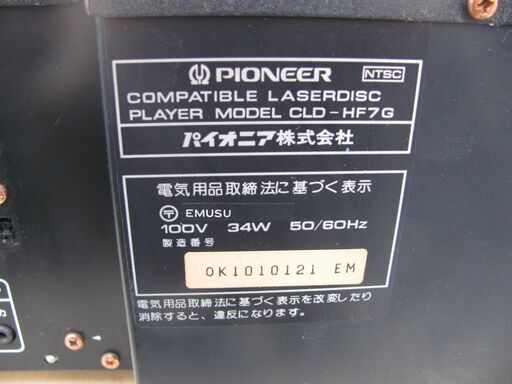 PIONEER NTSC
COMPATIBLE LASERDISC
PLAYER MODEL CLD-HF7G
パイオニア株式会社
電気用品取締法に基づく表示
〒 EMUSU
100V 34W 50/60Hz
製造番号
OK1010121 EM
電気用品取締法に基づく表示を改変したり
消除すると、違反になります。